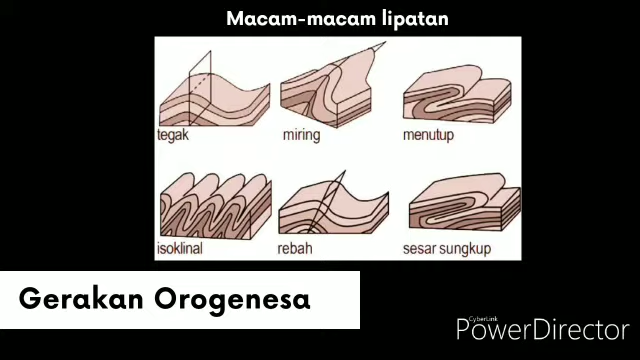 Macam-macam lipatan
tegak
miring
menutup
isoklinal
rebah
sesar sungkup
Gerakan Orogenesa
CyberLink
PowerDirector